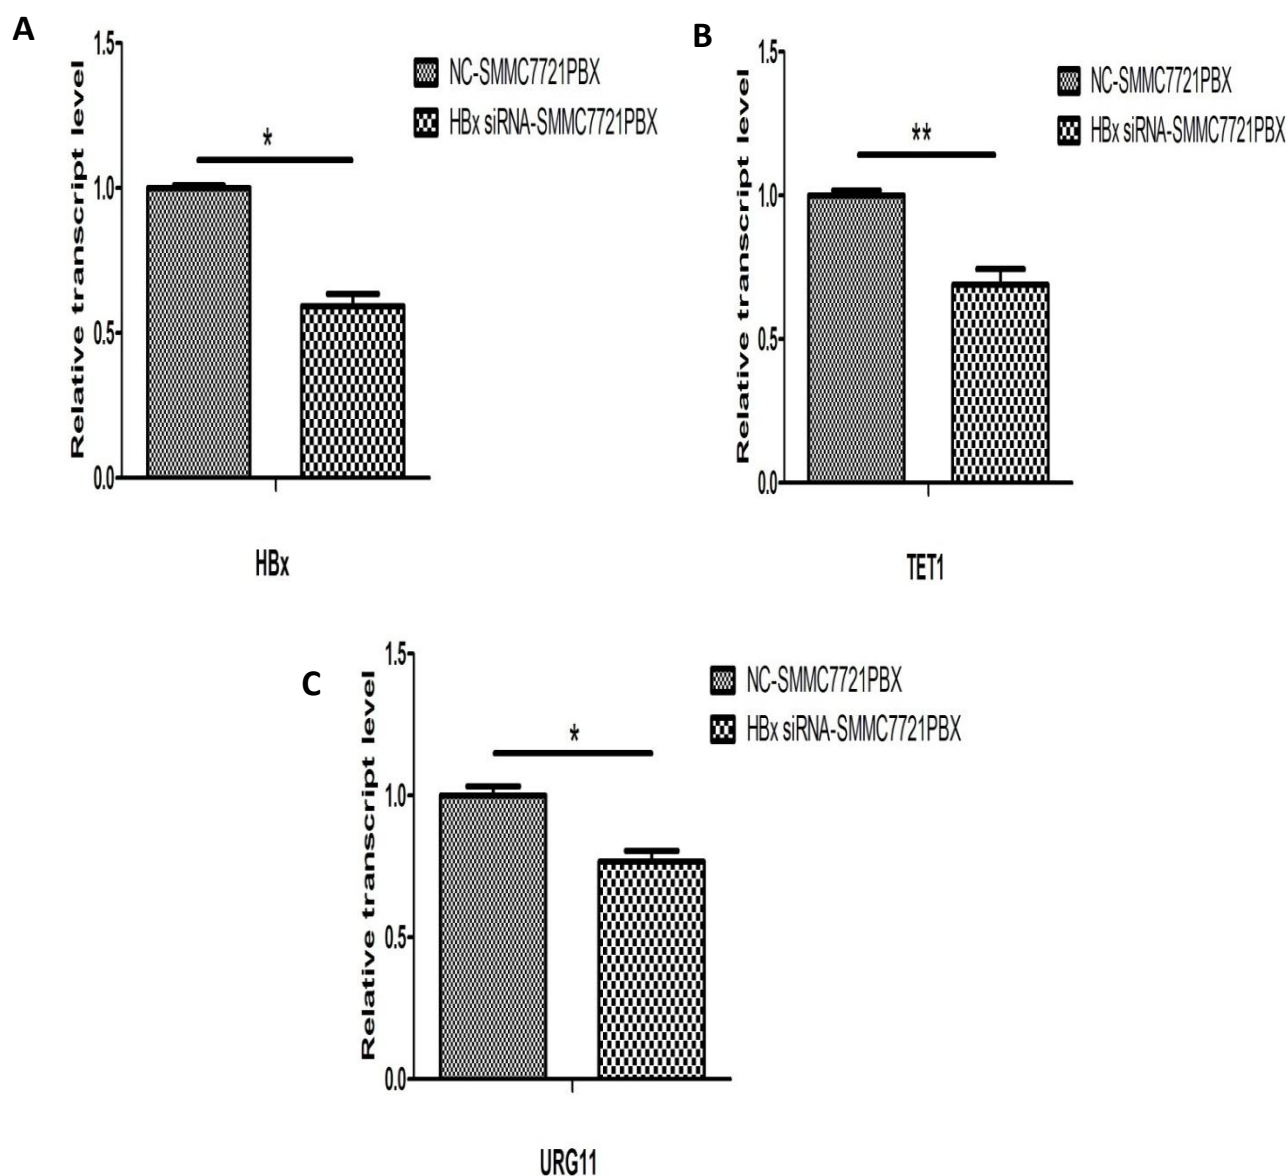 A
1.5
1.0
0.5
0.0
Relative transcript level
*
NC-SMMC7721PBX
HBx siRNA-SMMC7721PBX
HBx
B
1.5
1.0
0.5
0.0
Relative transcript level
**
NC-SMMC7721PBX
HBx siRNA-SMMC7721PBX
TET1
C
1.5
1.0
0.5
0.0
Relative transcript level
*
NC-SMMC7721PBX
HBx siRNA-SMMC7721PBX
URG11